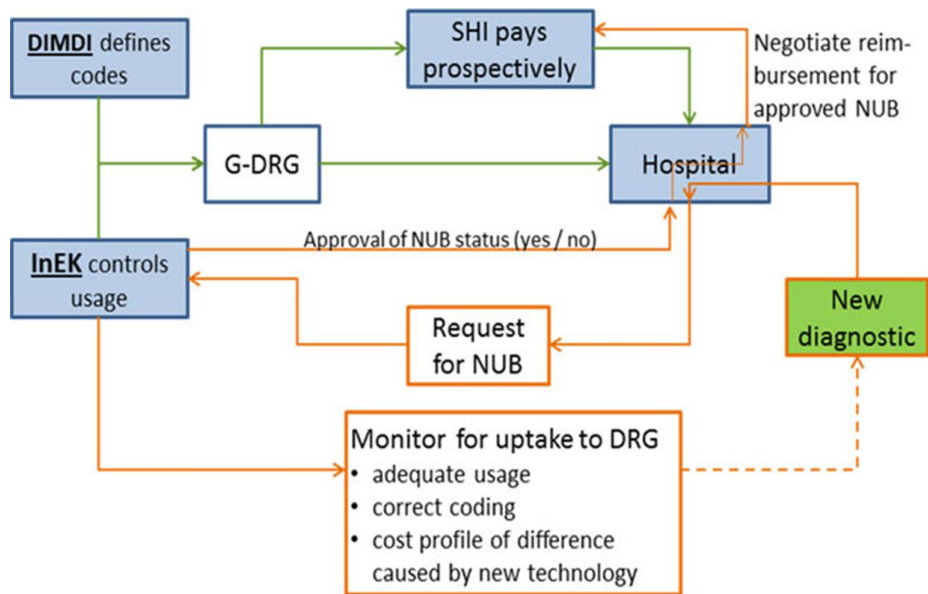 DIMDI defines
codes
SHI pays
prospectively
Negotiate reim-
bursement for
approved NUB
G-DRG
Hospital
Approval of NUB status (yes / no)
InEK controls
usage
Request
for NUB
New
diagnostic
Monitor for uptake to DRG
• adequate usage
• correct coding
• cost profile of difference
caused by new technology